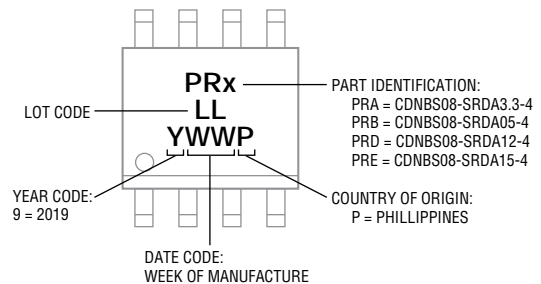 PRx
LL
YWWP
PART IDENTIFICATION:
PRA = CDNBS08-SRDA3.3-4
PRB = CDNBS08-SRDA05-4
PRD = CDNBS08-SRDA12-4
PRE = CDNBS08-SRDA15-4
LOT CODE
YEAR CODE:
9 = 2019
COUNTRY OF ORIGIN:
P = PHILLIPPINES
DATE CODE:
WEEK OF MANUFACTURE